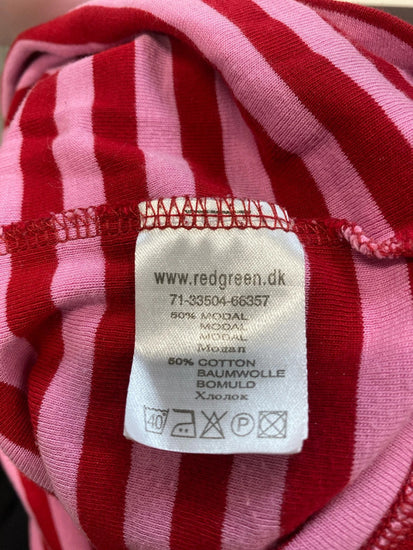 www.redgreen.dk
71-33504-66357
50% MODAL
MODAL
MODAL
Модал
50% COTTON
BAUMWOLLE
BOMULD
Хлопок
40 P